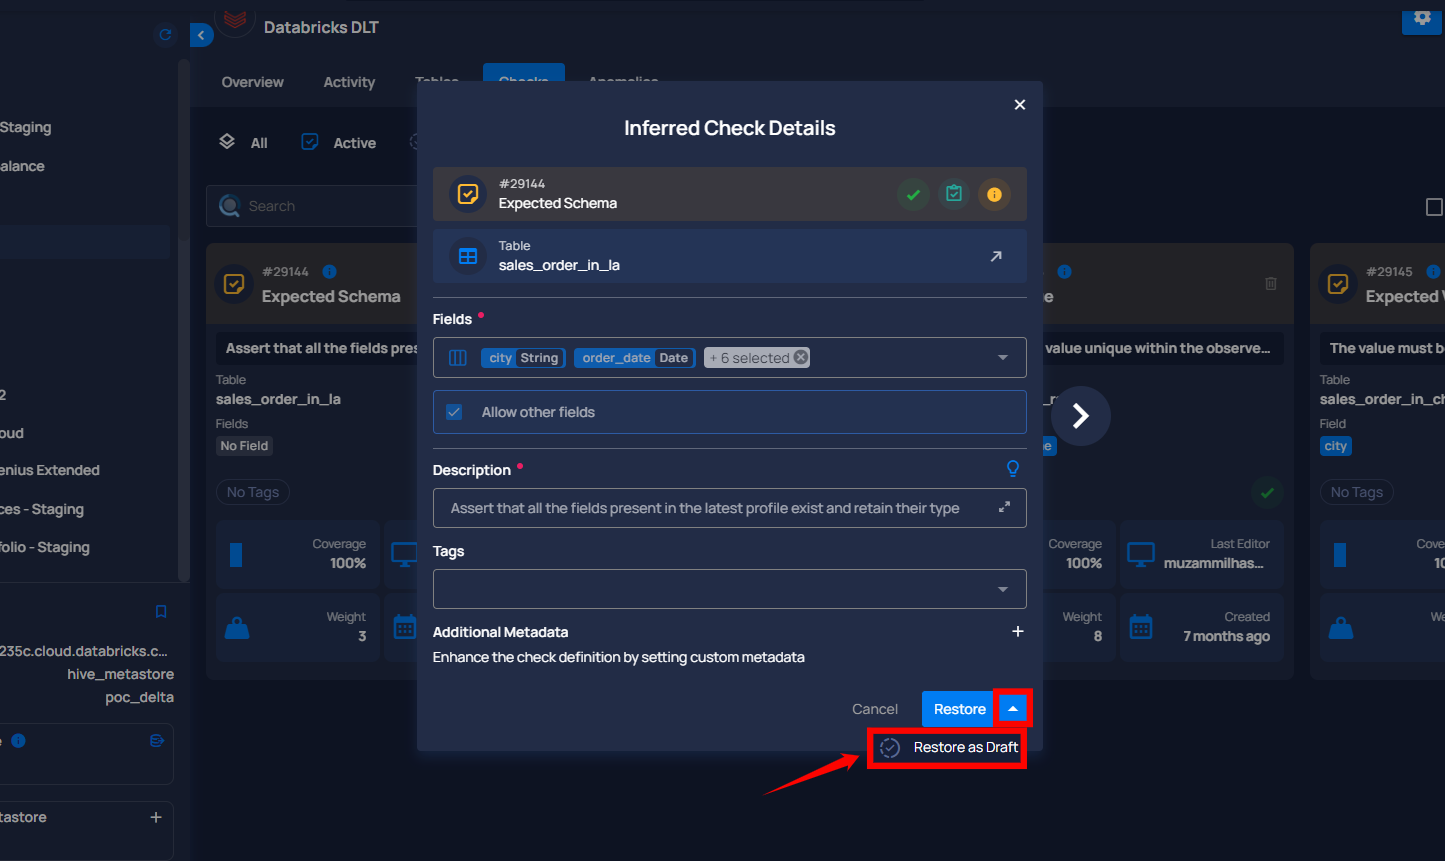 Databricks DLT
Overview
Activity
Tables
Checks
Anomalies
Staging
alance
2
oud
enius Extended
ces - Staging
folio - Staging
235c.cloud.databricks.c...
hive_metastore
poc_delta
e
tastore
All
Active
Search
#29144
Expected Schema
Assert that all the fields pres
Table
sales_order_in_la
Fields
No Field
No Tags
Coverage
100%
Weight
3
Inferred Check Details
#29144
Expected Schema
Table
sales_order_in_la
Fields
city String order_date Date + 6 selected
Allow other fields
Description
Assert that all the fields present in the latest profile exist and retain their type
Tags
Additional Metadata
Enhance the check definition by setting custom metadata
Cancel
Restore
Restore as Draft
e
value unique within the observe...
e
Coverage
100%
Last Editor
muzammilhas...
Weight
8
Created
7 months ago
#29145
Expected V
The value must b
Table
sales_order_in_ch
Field
city
No Tags
Cove
10
We